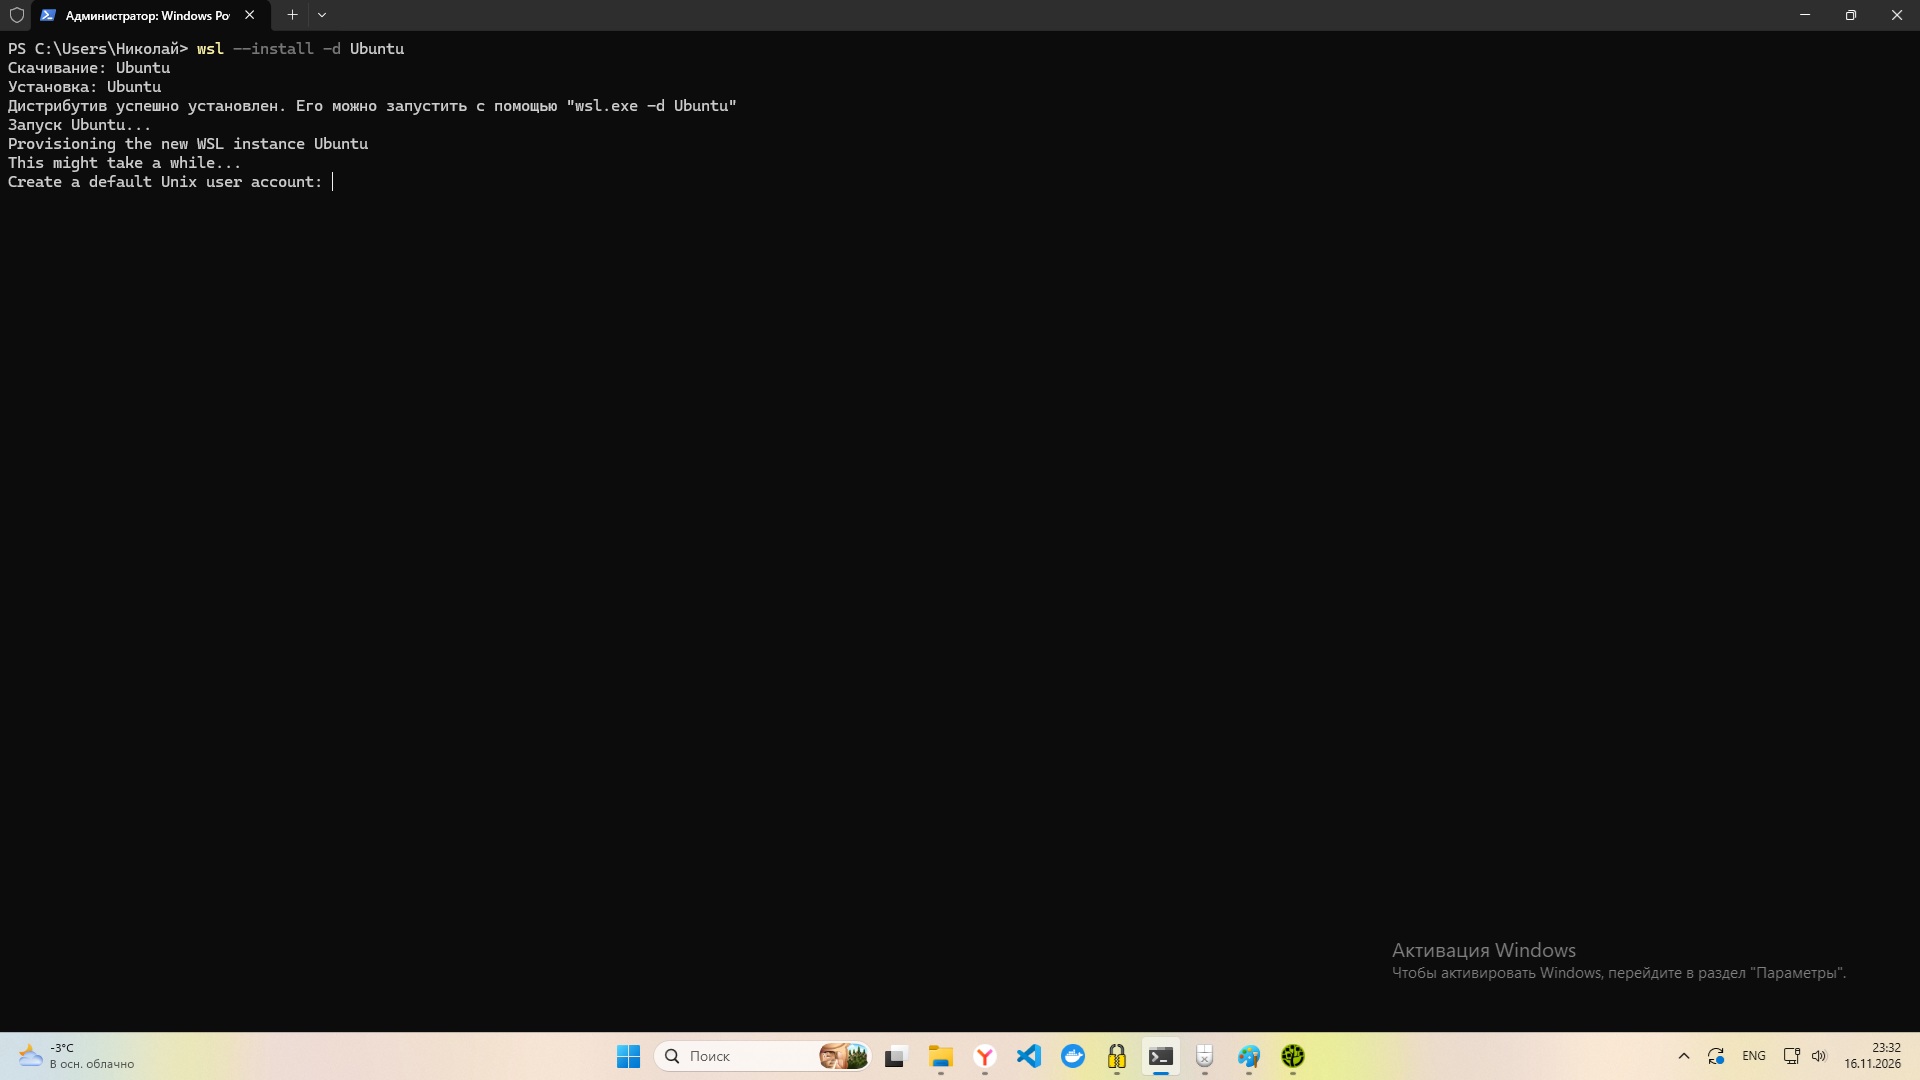 Администратор: Windows Po
PS C:\Users\Николай> wsl --install -d Ubuntu
Скачивание: Ubuntu
Установка: Ubuntu
Дистрибутив успешно установлен. Его можно запустить с помощью "wsl.exe -d Ubuntu"
Запуск Ubuntu...
Provisioning the new WSL instance Ubuntu
This might take a while...
Create a default Unix user account:
Активация Windows
Чтобы активировать Windows, перейдите в раздел "Параметры".
-3°C
В осн. облачно
Поиск
ENG
23:32
16.11.2026